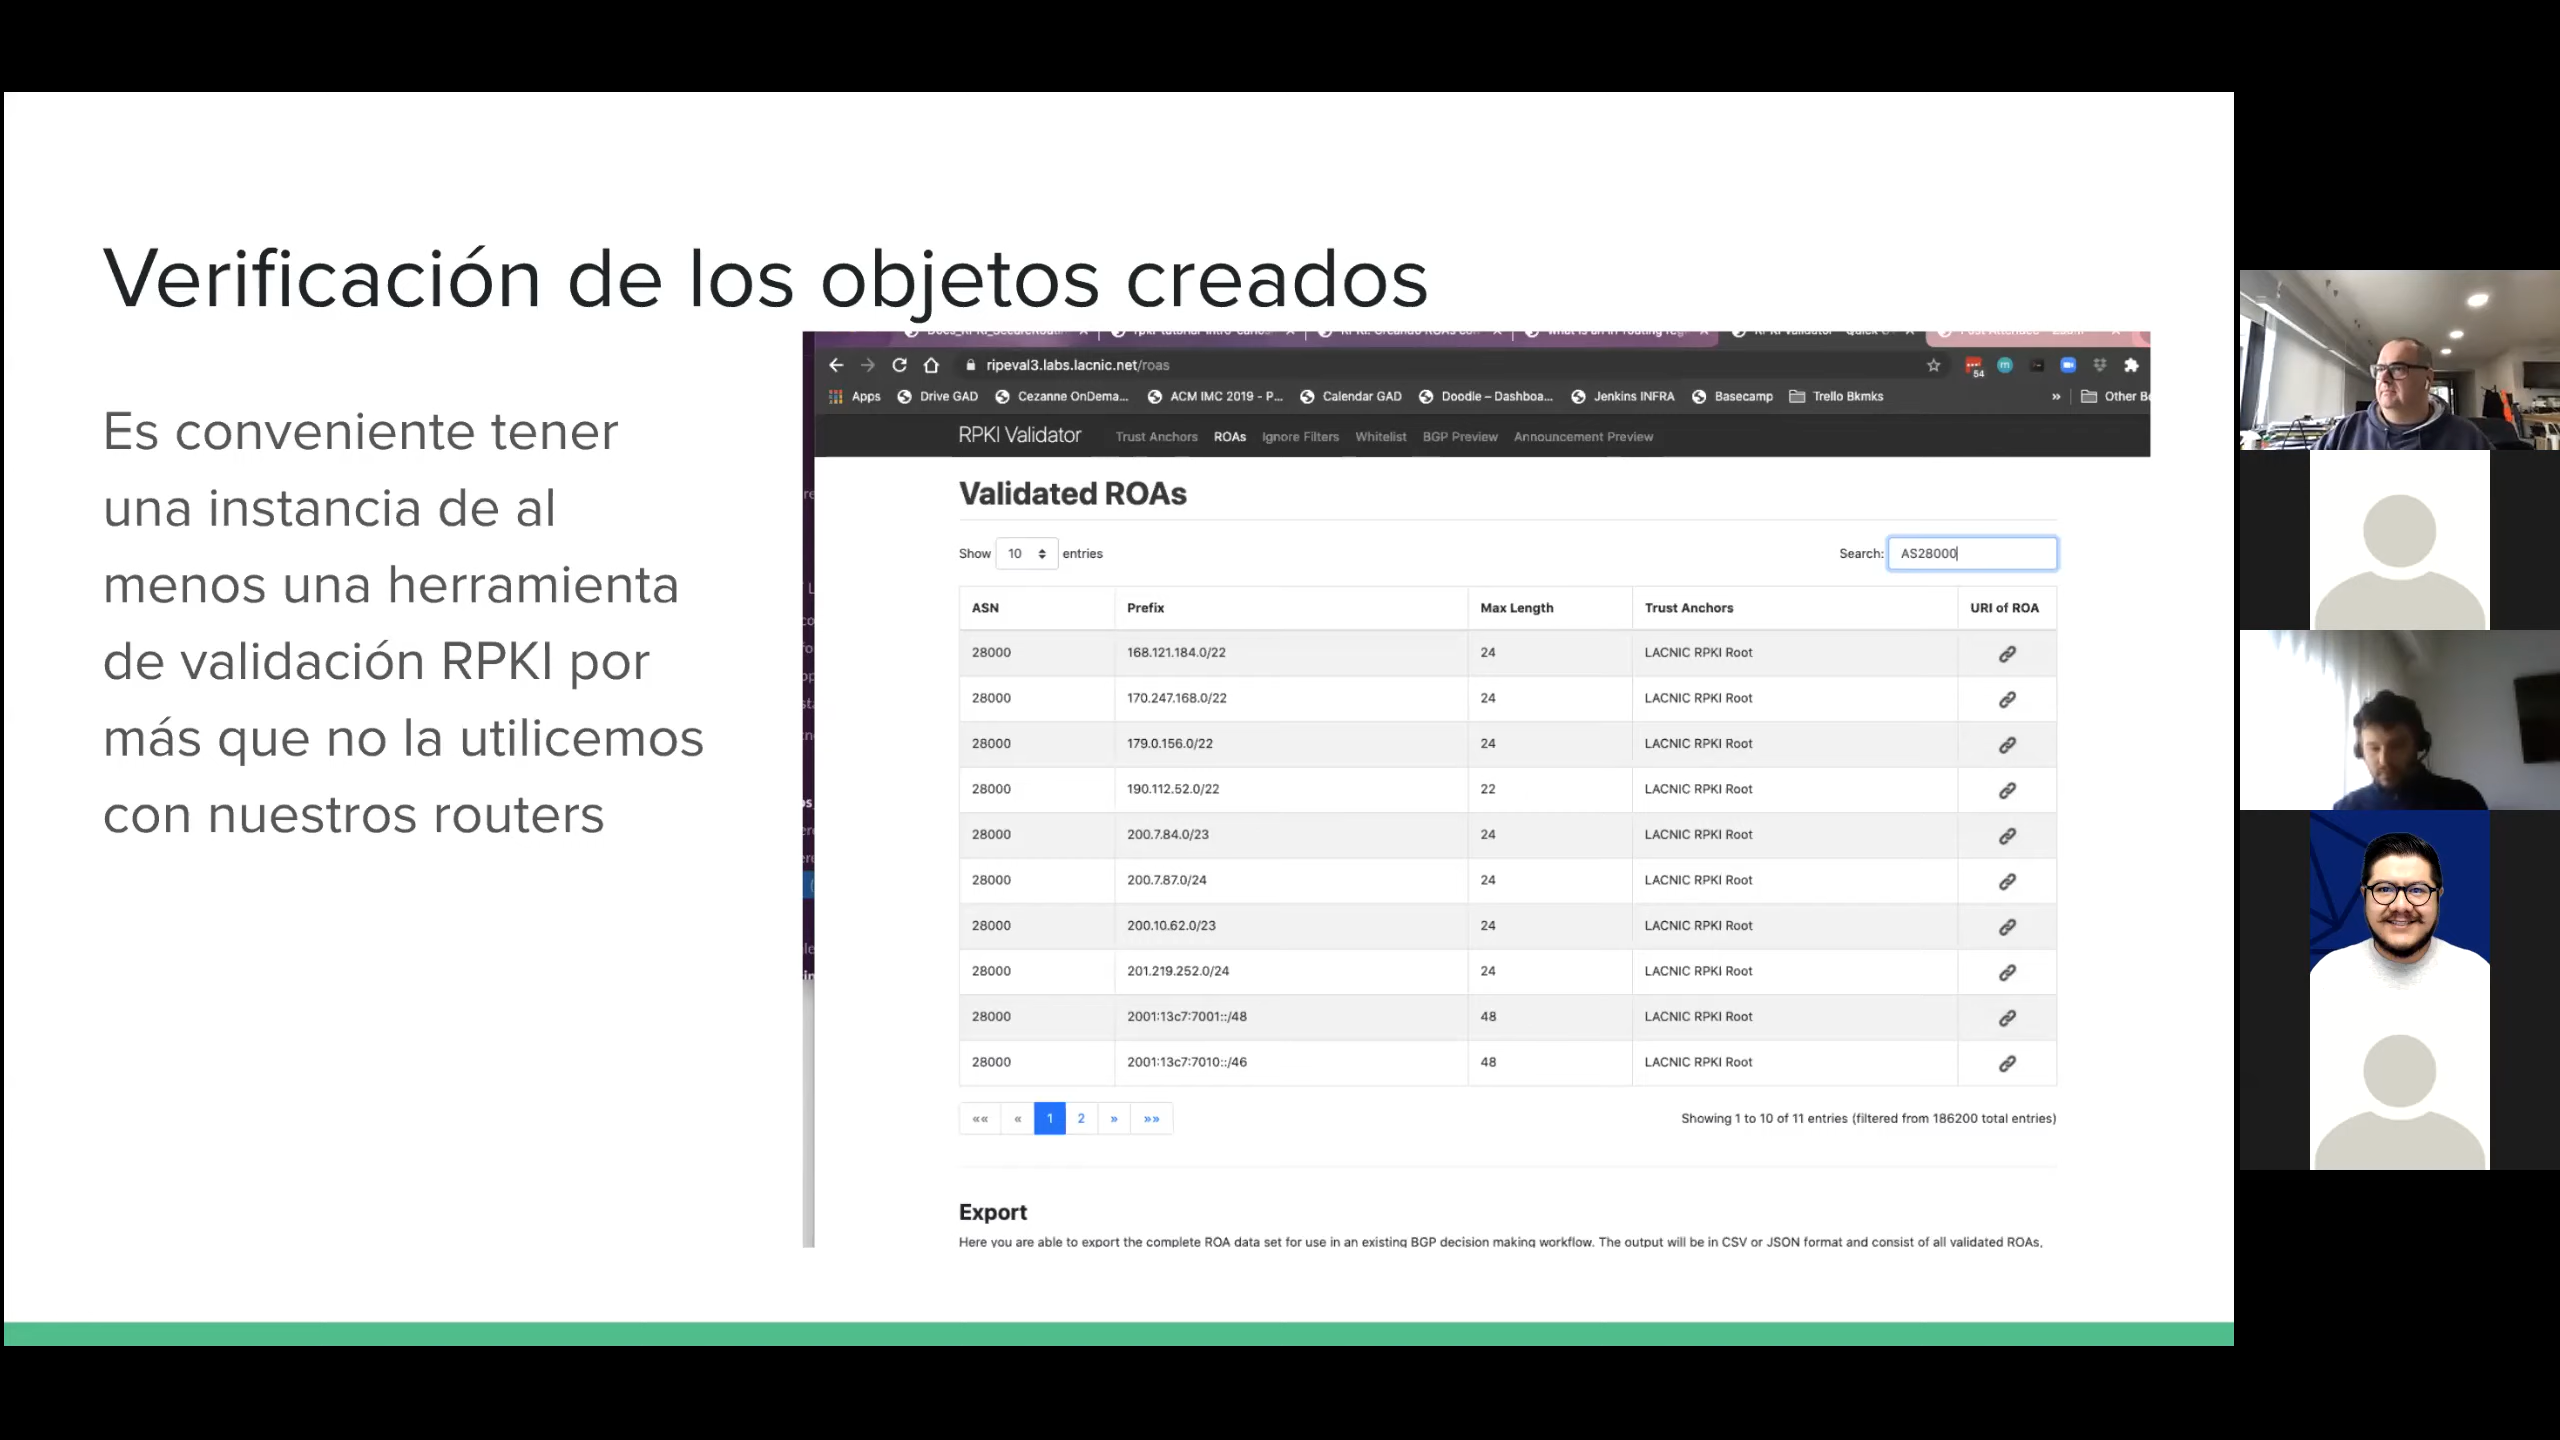 Verificación de los objetos creados
Es conveniente tener
una instancia de al
menos una herramienta
de validación RPKI por
más que no la utilicemos
con nuestros routers
ripeval3.labs.lacnic.net/roas
54
Apps Drive GAD Cezanne OnDema... ACM IMC 2019 - P... Calendar GAD Doodle – Dashboa... Jenkins INFRA Basecamp Trello Bkmks » Other
RPKI Validator Trust Anchors ROAs Ignore Filters Whitelist BGP Preview Announcement Preview
Validated ROAs
Show 10 entries Search: AS28000
ASN Prefix Max Length Trust Anchors URI of ROA
28000 168.121.184.0/22 24 LACNIC RPKI Root
28000 170.247.168.0/22 24 LACNIC RPKI Root
28000 179.0.156.0/22 24 LACNIC RPKI Root
28000 190.112.52.0/22 22 LACNIC RPKI Root
28000 200.7.84.0/23 24 LACNIC RPKI Root
28000 200.7.87.0/24 24 LACNIC RPKI Root
28000 200.10.62.0/23 24 LACNIC RPKI Root
28000 201.219.252.0/24 24 LACNIC RPKI Root
28000 2001:13c7:7001::/48 48 LACNIC RPKI Root
28000 2001:13c7:7010::/46 48 LACNIC RPKI Root
«« « 1 2 » »» Showing 1 to 10 of 11 entries (filtered from 186200 total entries)
Export
Here you are able to export the complete ROA data set for use in an existing BGP decision making workflow. The output will be in CSV or JSON format and consist of all validated ROAs,